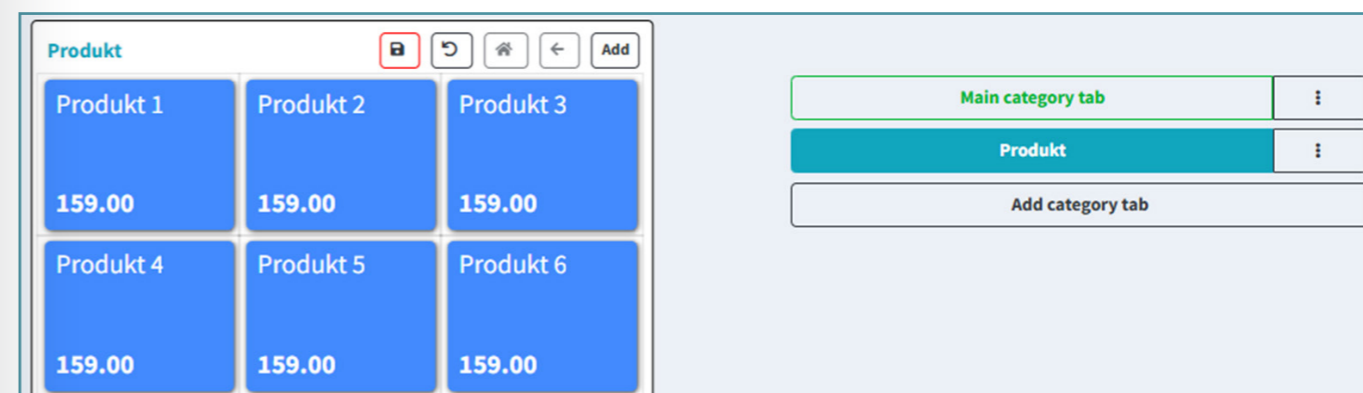 Produkt
Add
Produkt 1
Produkt 2
Produkt 3
159.00
159.00
159.00
Produkt 4
Produkt 5
Produkt 6
159.00
159.00
159.00
Main category tab
Produkt
Add category tab